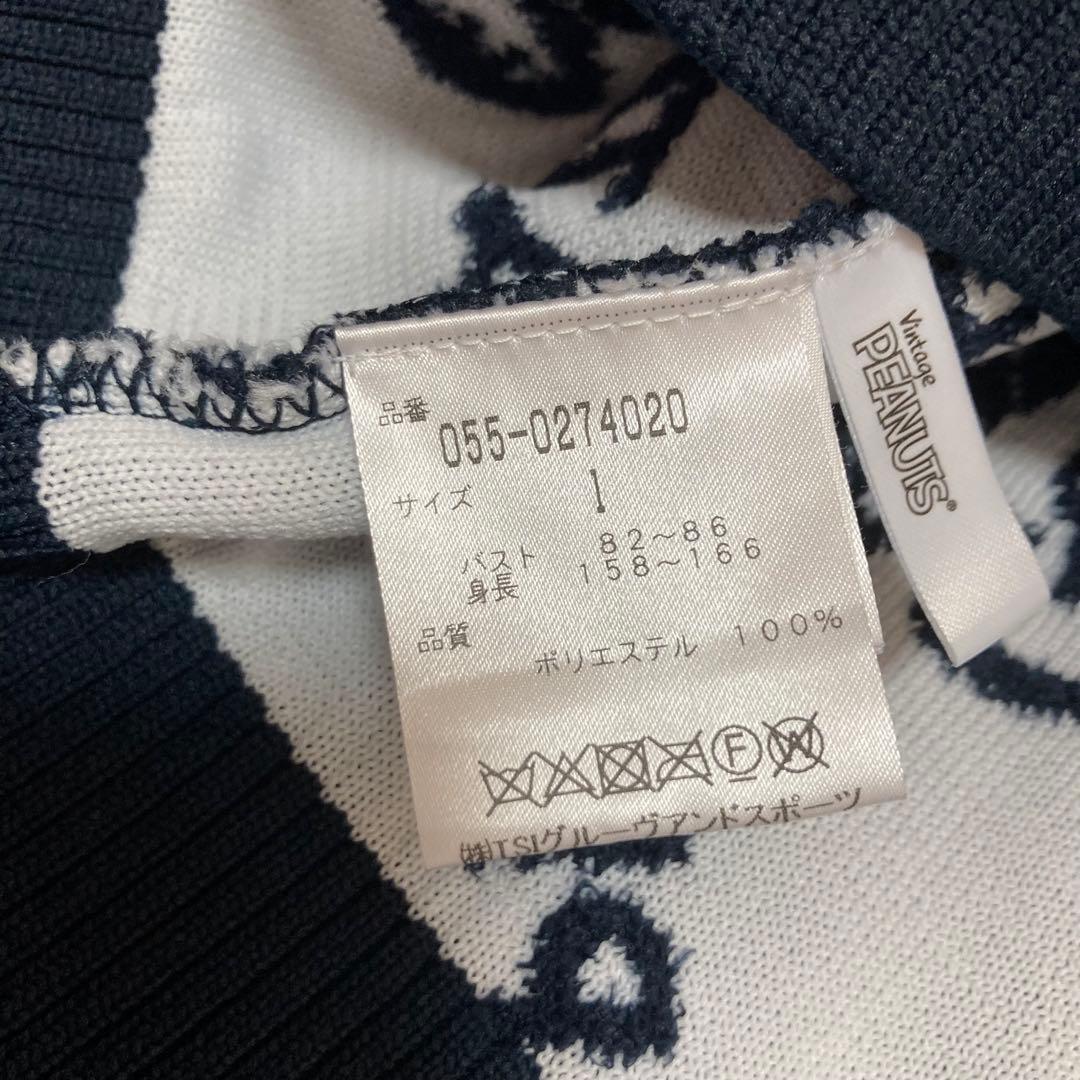 品番
055-0274020
サイズ 1
バスト 82～86
身長 158～166
品質
ポリエステル 100%
F W
㈱TSIグルーヴアンドスポーツ
Vintage
PEANUTS®